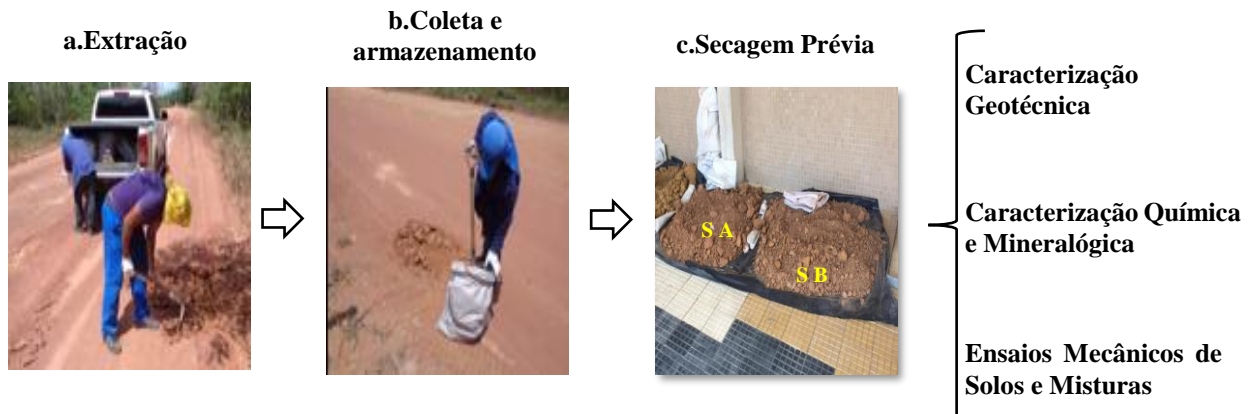 a.Extração
b.Coleta e
armazenamento
c.Secagem Prévia
S A
S B
Caracterização
Geotécnica
Caracterização Química
e Mineralógica
Ensaios Mecânicos de
Solos e Misturas